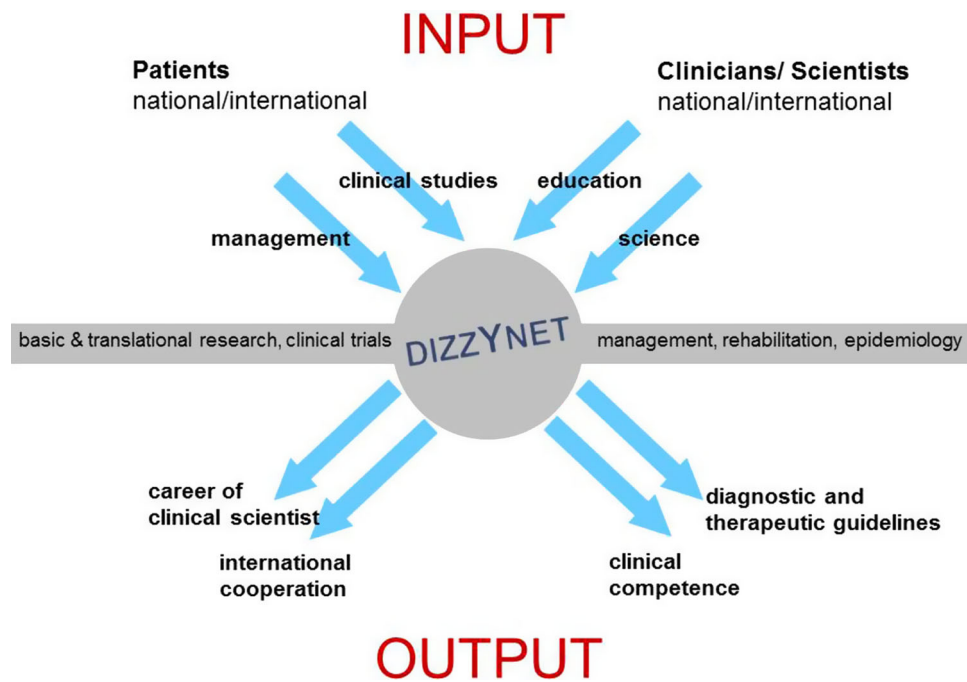 INPUT
Patients
national/international
Clinicians/ Scientists
national/international
clinical studies
education
management
science
basic & translational research, clinical trials
DIZZYNET
management, rehabilitation, epidemiology
career of
clinical scientist
diagnostic and
therapeutic guidelines
international
cooperation
clinical
competence
OUTPUT